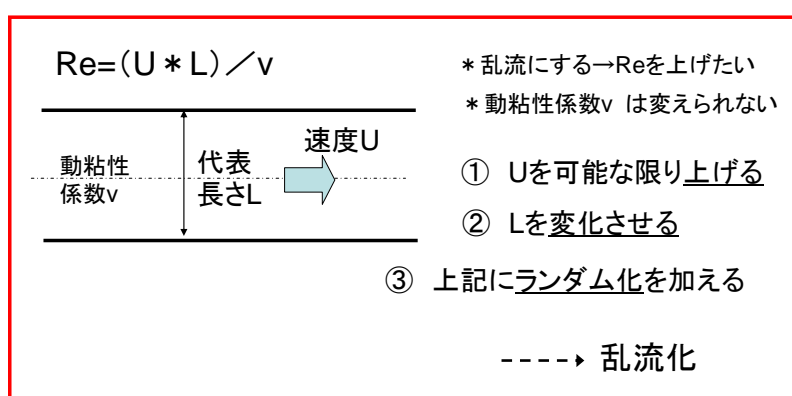 Re=(U＊L)／v
＊乱流にする→Reを上げたい
＊動粘性係数v は変えられない
速度U
動粘性
係数v
代表
長さL
① Uを可能な限り上げる
② Lを変化させる
③ 上記にランダム化を加える
乱流化